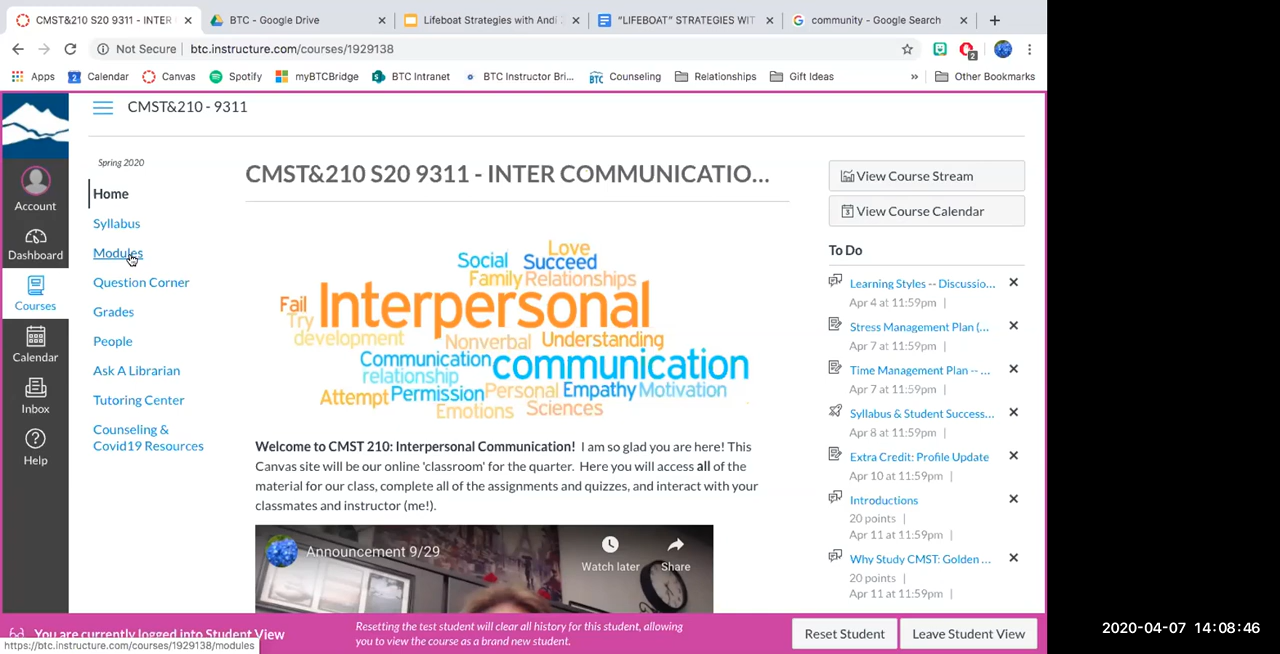 CMST&210 S20 9311 - INTER
BTC - Google Drive
Lifeboat Strategies with Andi
"LIFEBOAT" STRATEGIES WIT
community - Google Search
Not Secure | btc.instructure.com/courses/1929138
2
Apps
2 Calendar
Canvas
Spotify
myBTCBridge
BTC Intranet
BTC Instructor Bri...
BTC Counseling
Relationships
Gift Ideas
»
Other Bookmarks
CMST&210 - 9311
Account
Dashboard
Courses
Calendar
Inbox
Help
Spring 2020
Home
Syllabus
Modules
Question Corner
Grades
People
Ask A Librarian
Tutoring Center
Counseling &
Covid19 Resources
CMST&210 S20 9311 - INTER COMMUNICATIO...
Love
Social Succeed
Family Relationships
Fail Interpersonal
Try
development Nonverbal Understanding
Communication communication
relationship
Attempt Permission Personal Empathy Motivation
Emotions Sciences
Welcome to CMST 210: Interpersonal Communication! I am so glad you are here! This
Canvas site will be our online 'classroom' for the quarter. Here you will access all of the
material for our class, complete all of the assignments and quizzes, and interact with your
classmates and instructor (me!).
Announcement 9/29
Watch later
Share
View Course Stream
3 View Course Calendar
To Do
Learning Styles -- Discussio...
Apr 4 at 11:59pm |
Stress Management Plan (...
Apr 7 at 11:59pm |
Time Management Plan -- ...
Apr 7 at 11:59pm |
Syllabus & Student Success...
Apr 8 at 11:59pm |
Extra Credit: Profile Update
Apr 10 at 11:59pm |
Introductions
20 points |
Apr 11 at 11:59pm |
Why Study CMST: Golden ...
20 points |
Apr 11 at 11:59pm |
You are currently logged into Student View
Resetting the test student will clear all history for this student, allowing
you to view the course as a brand new student.
Reset Student
Leave Student View
https://btc.instructure.com/courses/1929138/modules
2020-04-07 14:08:46